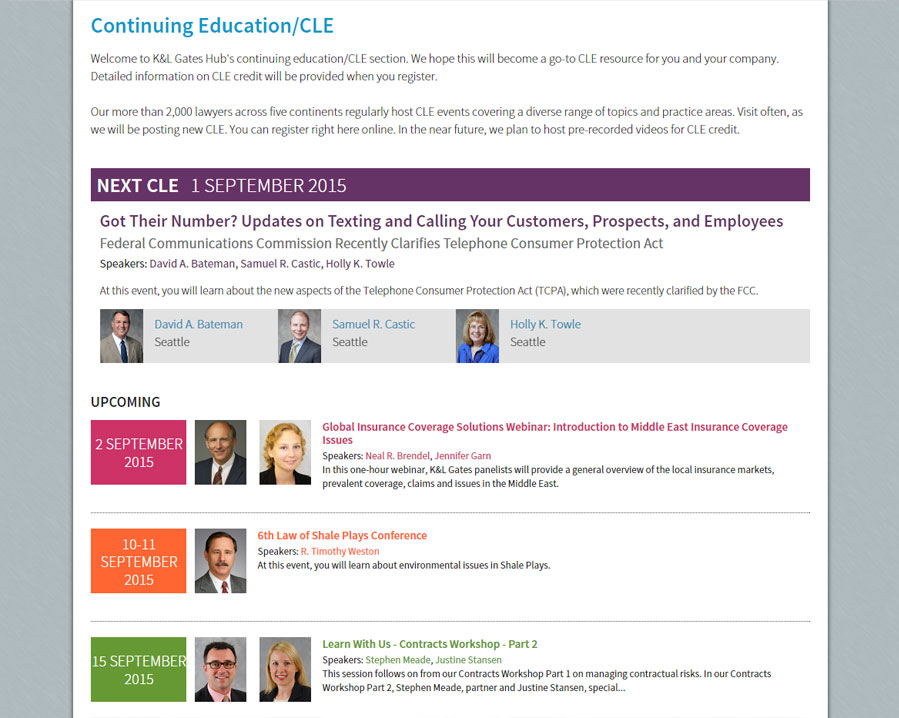 Continuing Education/CLE
Welcome to K&L Gates Hub's continuing education/CLE section. We hope this will become a go-to CLE resource for you and your company.
Detailed information on CLE credit will be provided when you register.
Our more than 2,000 lawyers across five continents regularly host CLE events covering a diverse range of topics and practice areas. Visit often, as
we will be posting new CLE. You can register right here online. In the near future, we plan to host pre-recorded videos for CLE credit.
NEXT CLE 1 SEPTEMBER 2015
Got Their Number? Updates on Texting and Calling Your Customers, Prospects, and Employees
Federal Communications Commission Recently Clarifies Telephone Consumer Protection Act
Speakers: David A. Bateman, Samuel R. Castic, Holly K. Towle
At this event, you will learn about the new aspects of the Telephone Consumer Protection Act (TCPA), which were recently clarified by the FCC.
David A. Bateman
Seattle
Samuel R. Castic
Seattle
Holly K. Towle
Seattle
UPCOMING
2 SEPTEMBER
2015
Global Insurance Coverage Solutions Webinar: Introduction to Middle East Insurance Coverage
Issues
Speakers: Neal R. Brendel, Jennifer Garn
In this one-hour webinar, K&L Gates panelists will provide a general overview of the local insurance markets,
prevalent coverage, claims and issues in the Middle East.
10-11
SEPTEMBER
2015
6th Law of Shale Plays Conference
Speakers: R. Timothy Weston
At this event, you will learn about environmental issues in Shale Plays.
15 SEPTEMBER
2015
Learn With Us - Contracts Workshop - Part 2
Speakers: Stephen Meade, Justine Stansen
This session follows on from our Contracts Workshop Part 1 on managing contractual risks. In our Contracts
Workshop Part 2, Stephen Meade, partner and Justine Stansen, special...